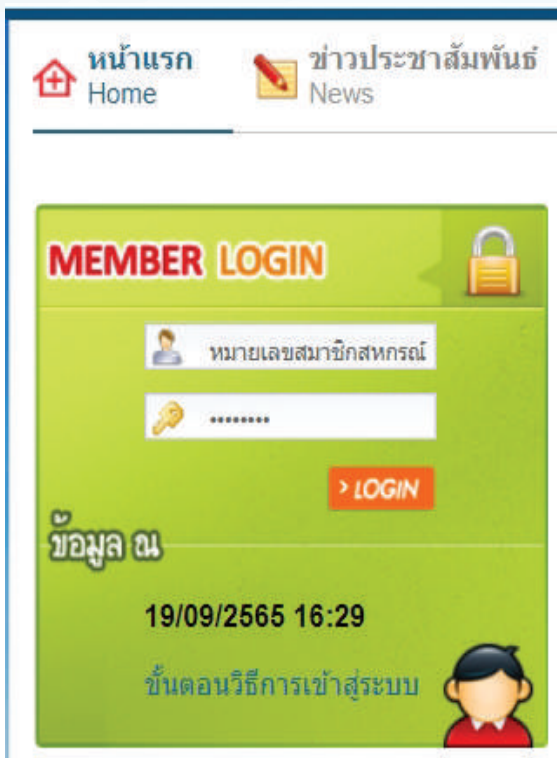 หน้าแรก
Home
ข่าวประชาสัมพันธ์
News
MEMBER LOGIN
หมายเลขสมาชิกสหกรณ์
••••••••
> LOGIN
ข้อมูล ณ
19/09/2565 16:29
ขั้นตอนวิธีการเข้าสู่ระบบ